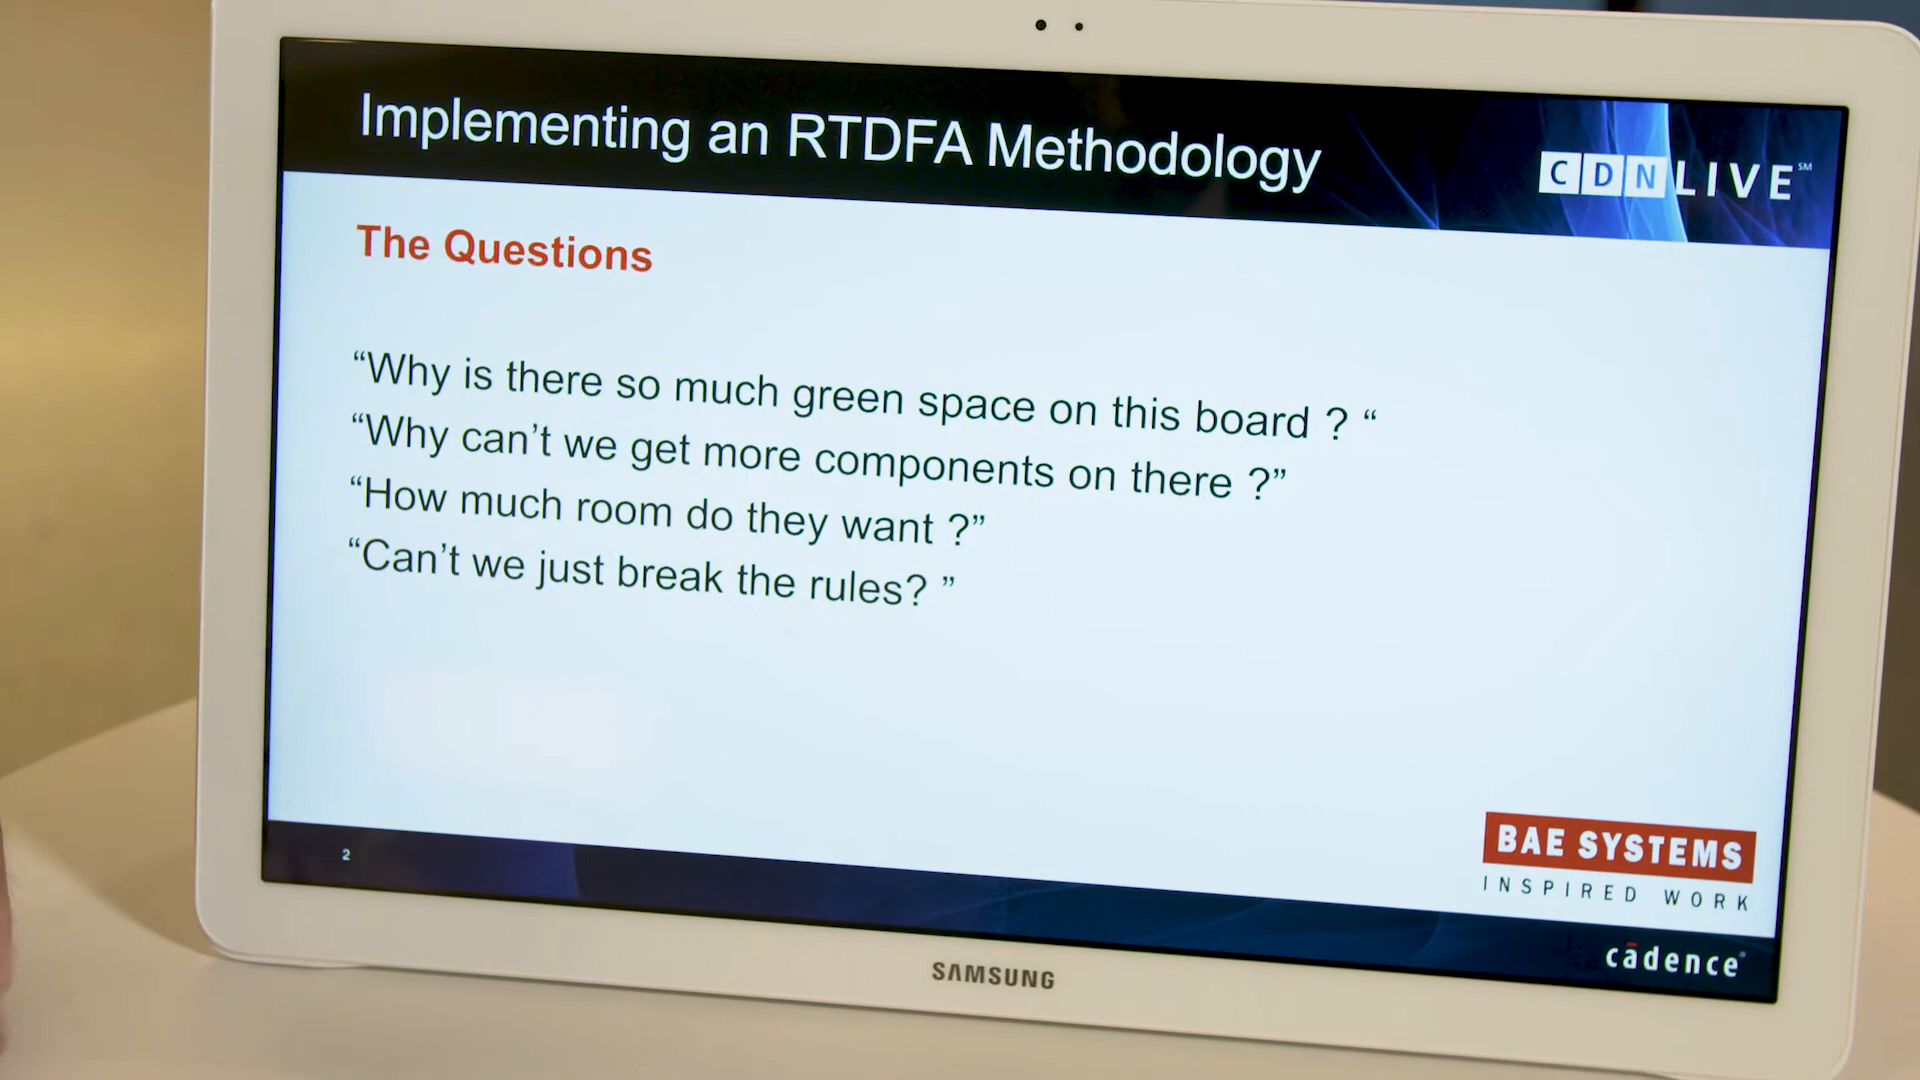 Implementing an RTDFA Methodology
CDNLIVE℠
The Questions
“Why is there so much green space on this board ? “
“Why can’t we get more components on there ?”
“How much room do they want ?”
“Can’t we just break the rules? ”
BAE SYSTEMS
INSPIRED WORK
2
cādence®
SAMSUNG